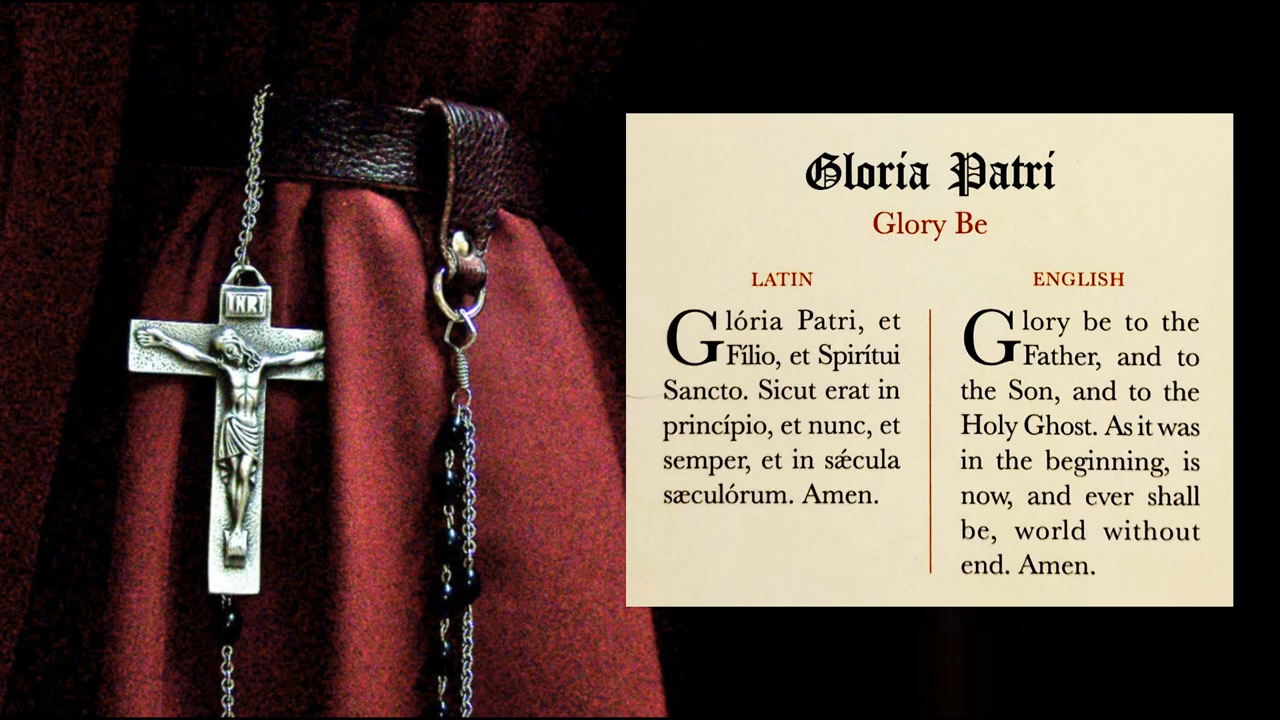 INRI
Gloria Patri
Glory Be
LATIN
Glória Patri, et
Fílio, et Spirítui
Sancto. Sicut erat in
princípio, et nunc, et
semper, et in sǽcula
sæculórum. Amen.
ENGLISH
Glory be to the
Father, and to
the Son, and to the
Holy Ghost. As it was
in the beginning, is
now, and ever shall
be, world without
end. Amen.